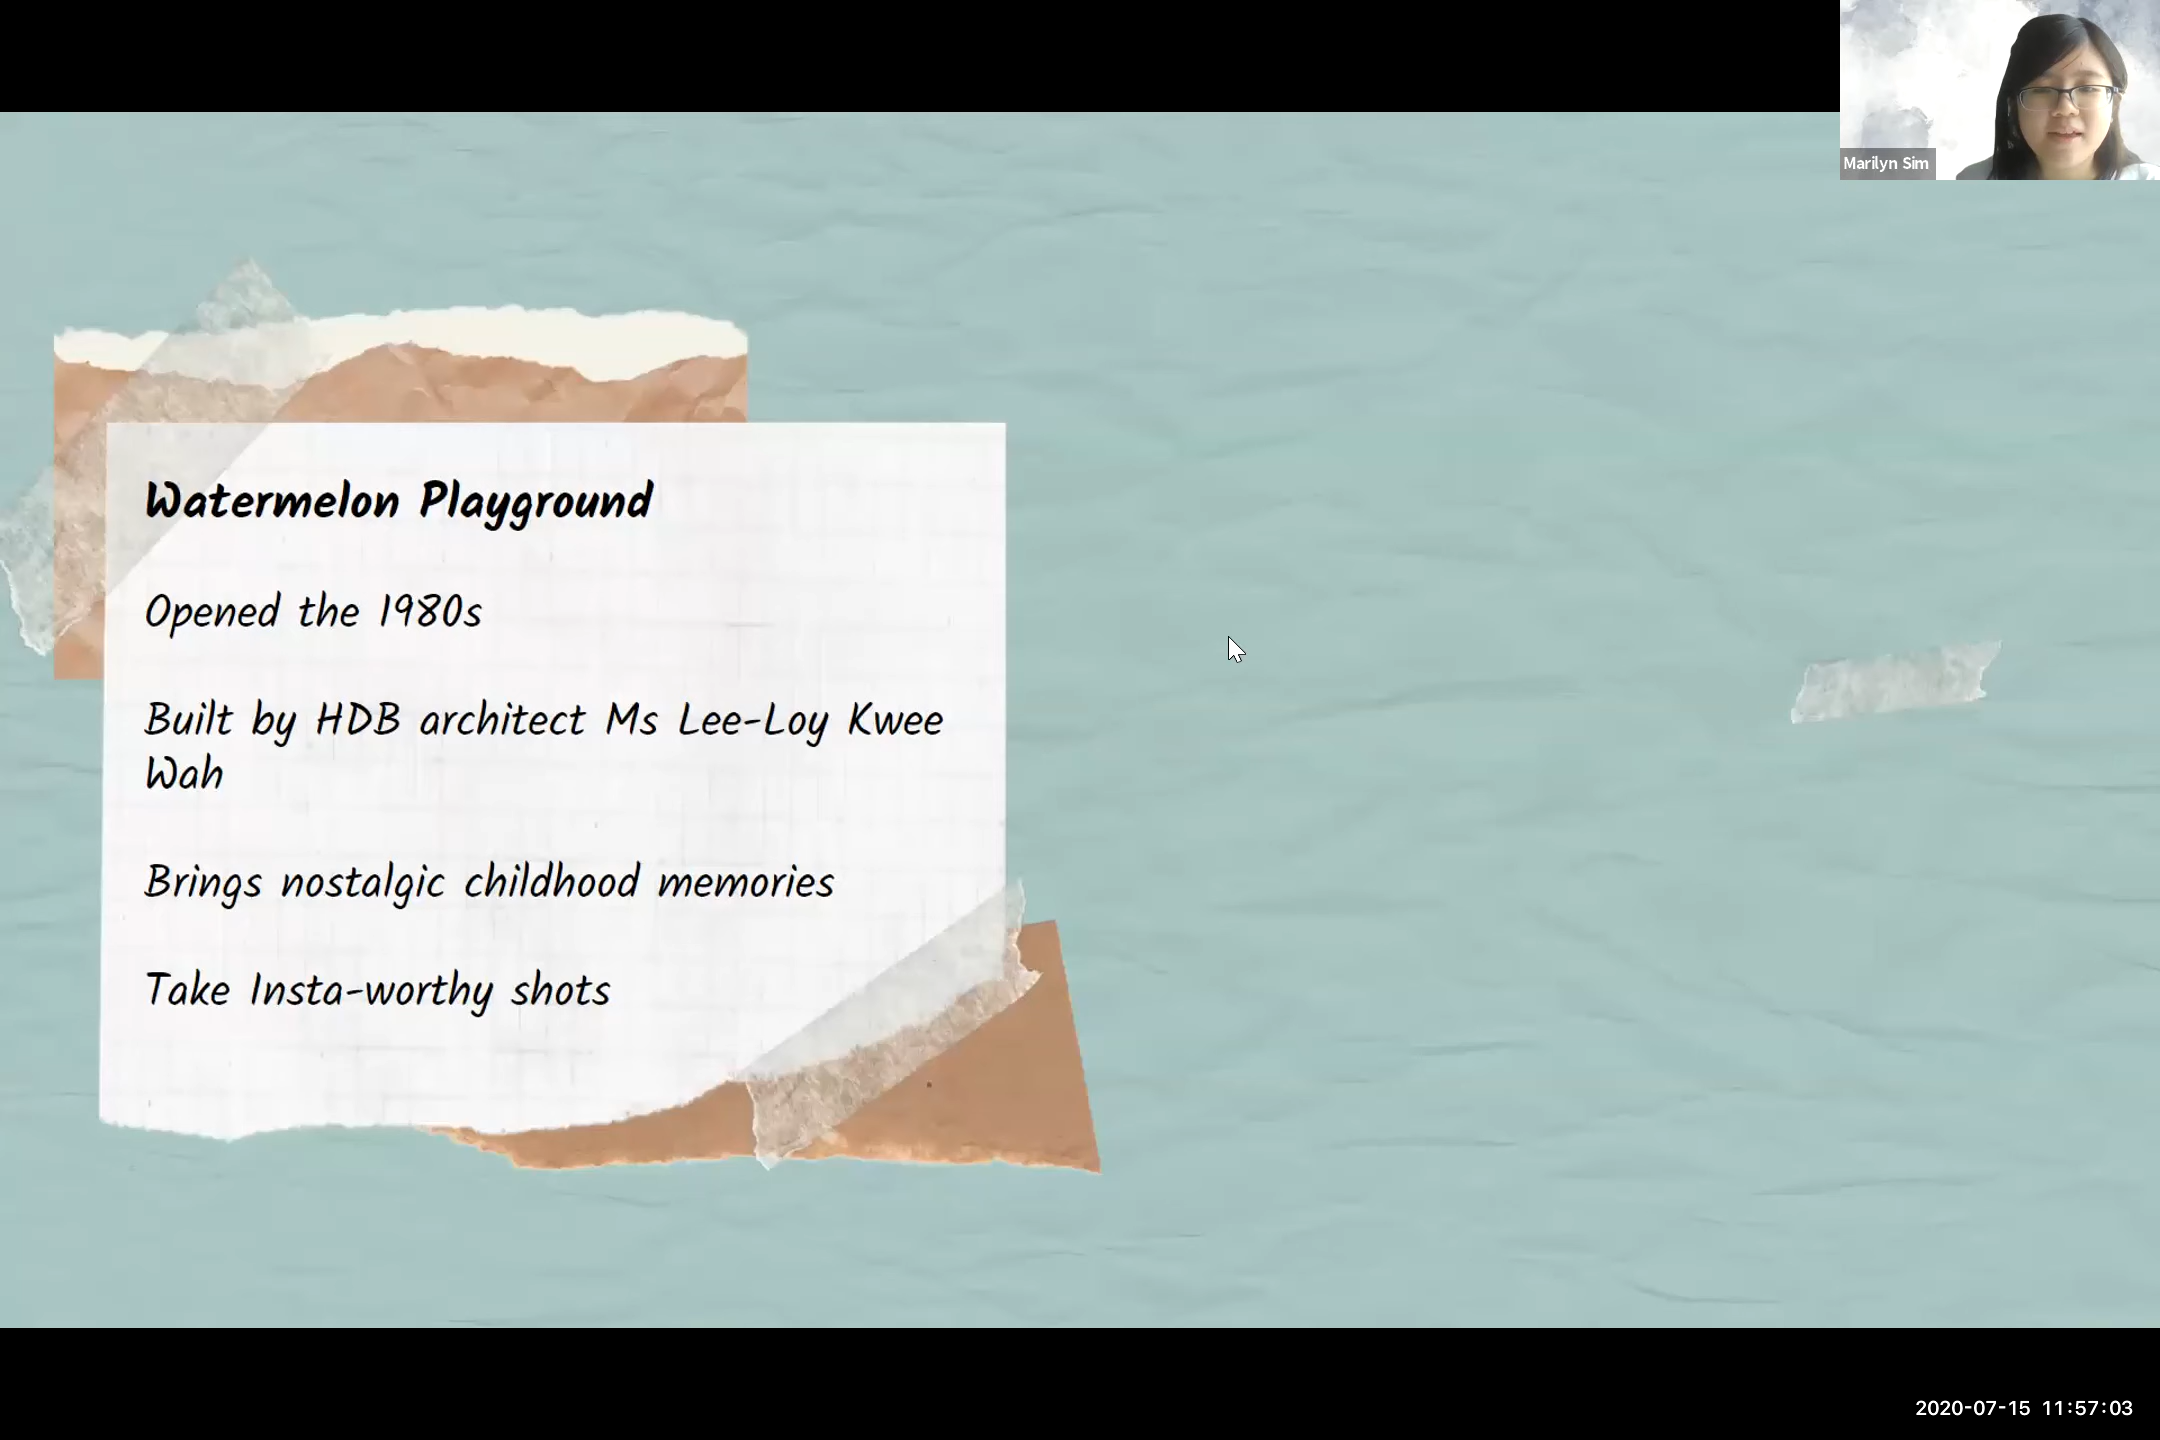 Marilyn Sim
Watermelon Playground
Opened the 1980s
Built by HDB architect Ms Lee-Loy Kwee
Wah
Brings nostalgic childhood memories
Take Insta-worthy shots
2020-07-15 11:57:03